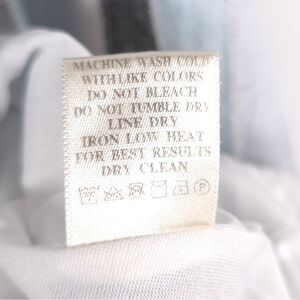 MACHINE WASH COLD
WITH LIKE COLORS
DO NOT BLEACH
DO NOT TUMBLE DRY
LINE DRY
IRON LOW HEAT
FOR BEST RESULTS
DRY CLEAN